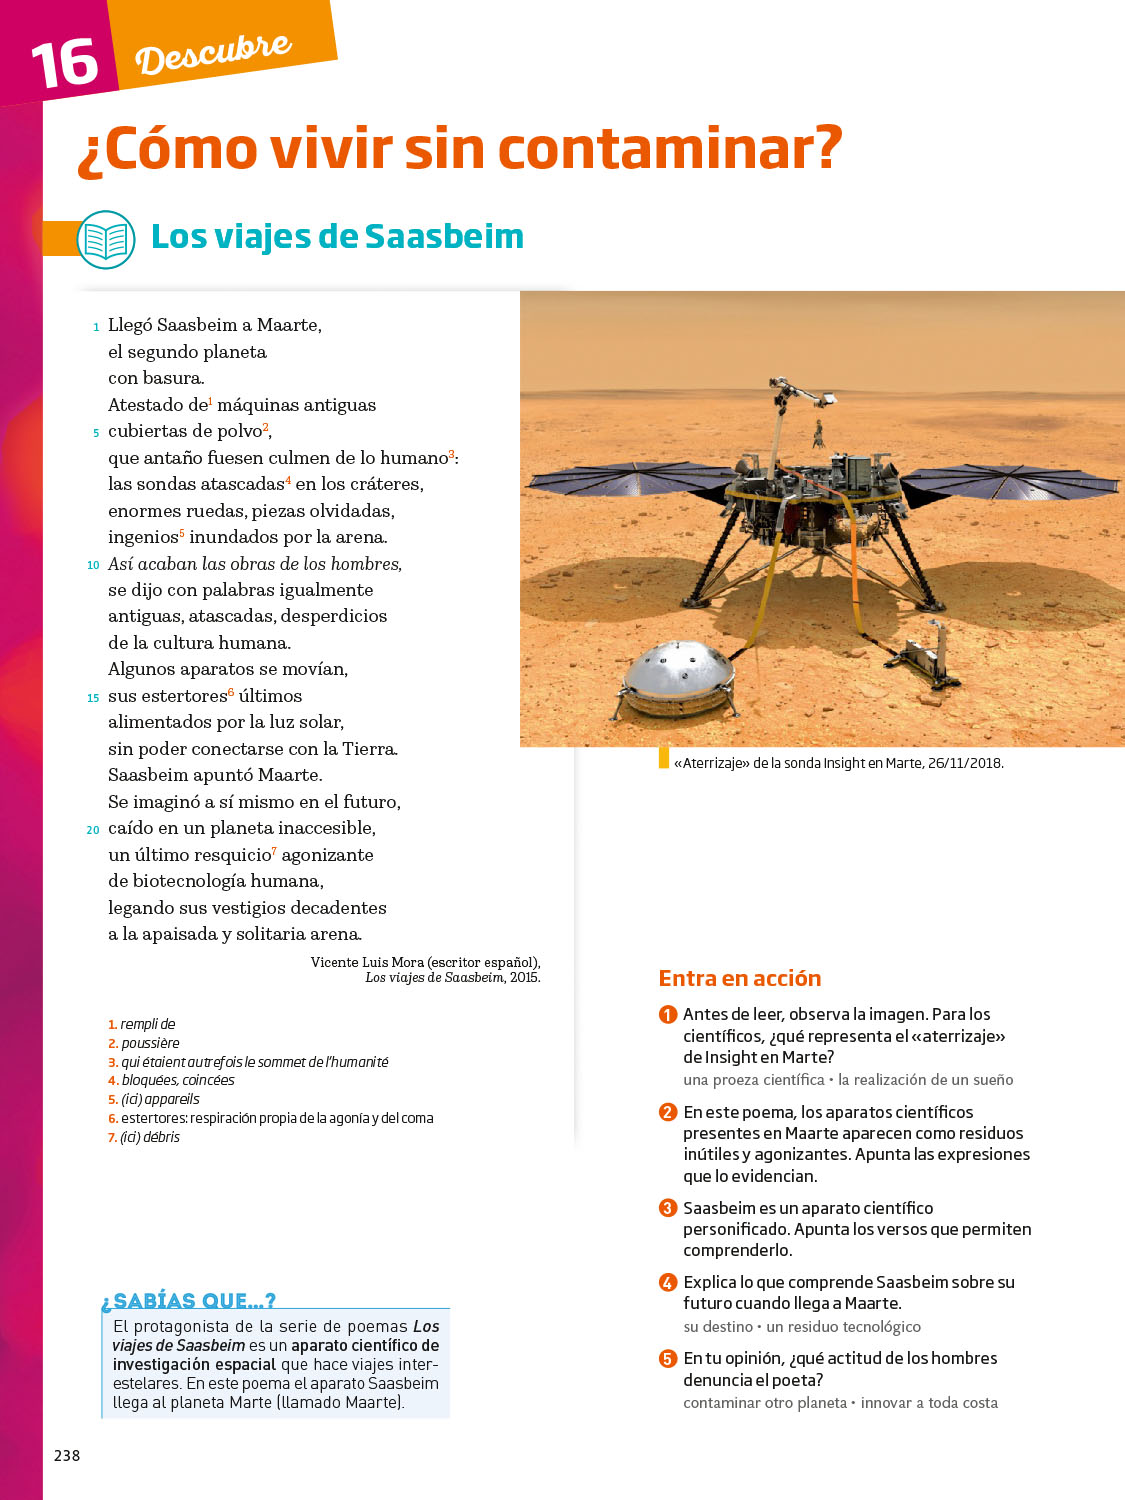 16 Descubre
¿Cómo vivir sin contaminar?
Los viajes de Saasbeim
1 Llegó Saasbeim a Maarte,
el segundo planeta
con basura.
Atestado de1 máquinas antiguas
5 cubiertas de polvo2,
que antaño fuesen culmen de lo humano3:
las sondas atascadas4 en los cráteres,
enormes ruedas, piezas olvidadas,
ingenios5 inundados por la arena.
10 Así acaban las obras de los hombres,
se dijo con palabras igualmente
antiguas, atascadas, desperdicios
de la cultura humana.
Algunos aparatos se movían,
15 sus estertores6 últimos
alimentados por la luz solar,
sin poder conectarse con la Tierra.
Saasbeim apuntó Maarte.
Se imaginó a sí mismo en el futuro,
20 caído en un planeta inaccesible,
un último resquicio7 agonizante
de biotecnología humana,
legando sus vestigios decadentes
a la apaisada y solitaria arena.
Vicente Luis Mora (escritor español),
Los viajes de Saasbeim, 2015.
1. rempli de
2. poussière
3. qui étaient autrefois le sommet de l'humanité
4. bloquées, coincées
5. (ici) appareils
6. estertores: respiración propia de la agonía y del coma
7. (ici) débris
¿SABÍAS QUE...?
El protagonista de la serie de poemas Los
viajes de Saasbeim es un aparato científico de
investigación espacial que hace viajes inter-
estelares. En este poema el aparato Saasbeim
llega al planeta Marte (llamado Maarte).
«Aterrizaje» de la sonda Insight en Marte, 26/11/2018.
Entra en acción
1 Antes de leer, observa la imagen. Para los
científicos, ¿qué representa el «aterrizaje»
de Insight en Marte?
una proeza científica • la realización de un sueño
2 En este poema, los aparatos científicos
presentes en Maarte aparecen como residuos
inútiles y agonizantes. Apunta las expresiones
que lo evidencian.
3 Saasbeim es un aparato científico
personificado. Apunta los versos que permiten
comprenderlo.
4 Explica lo que comprende Saasbeim sobre su
futuro cuando llega a Maarte.
su destino • un residuo tecnológico
5 En tu opinión, ¿qué actitud de los hombres
denuncia el poeta?
contaminar otro planeta • innovar a toda costa
238